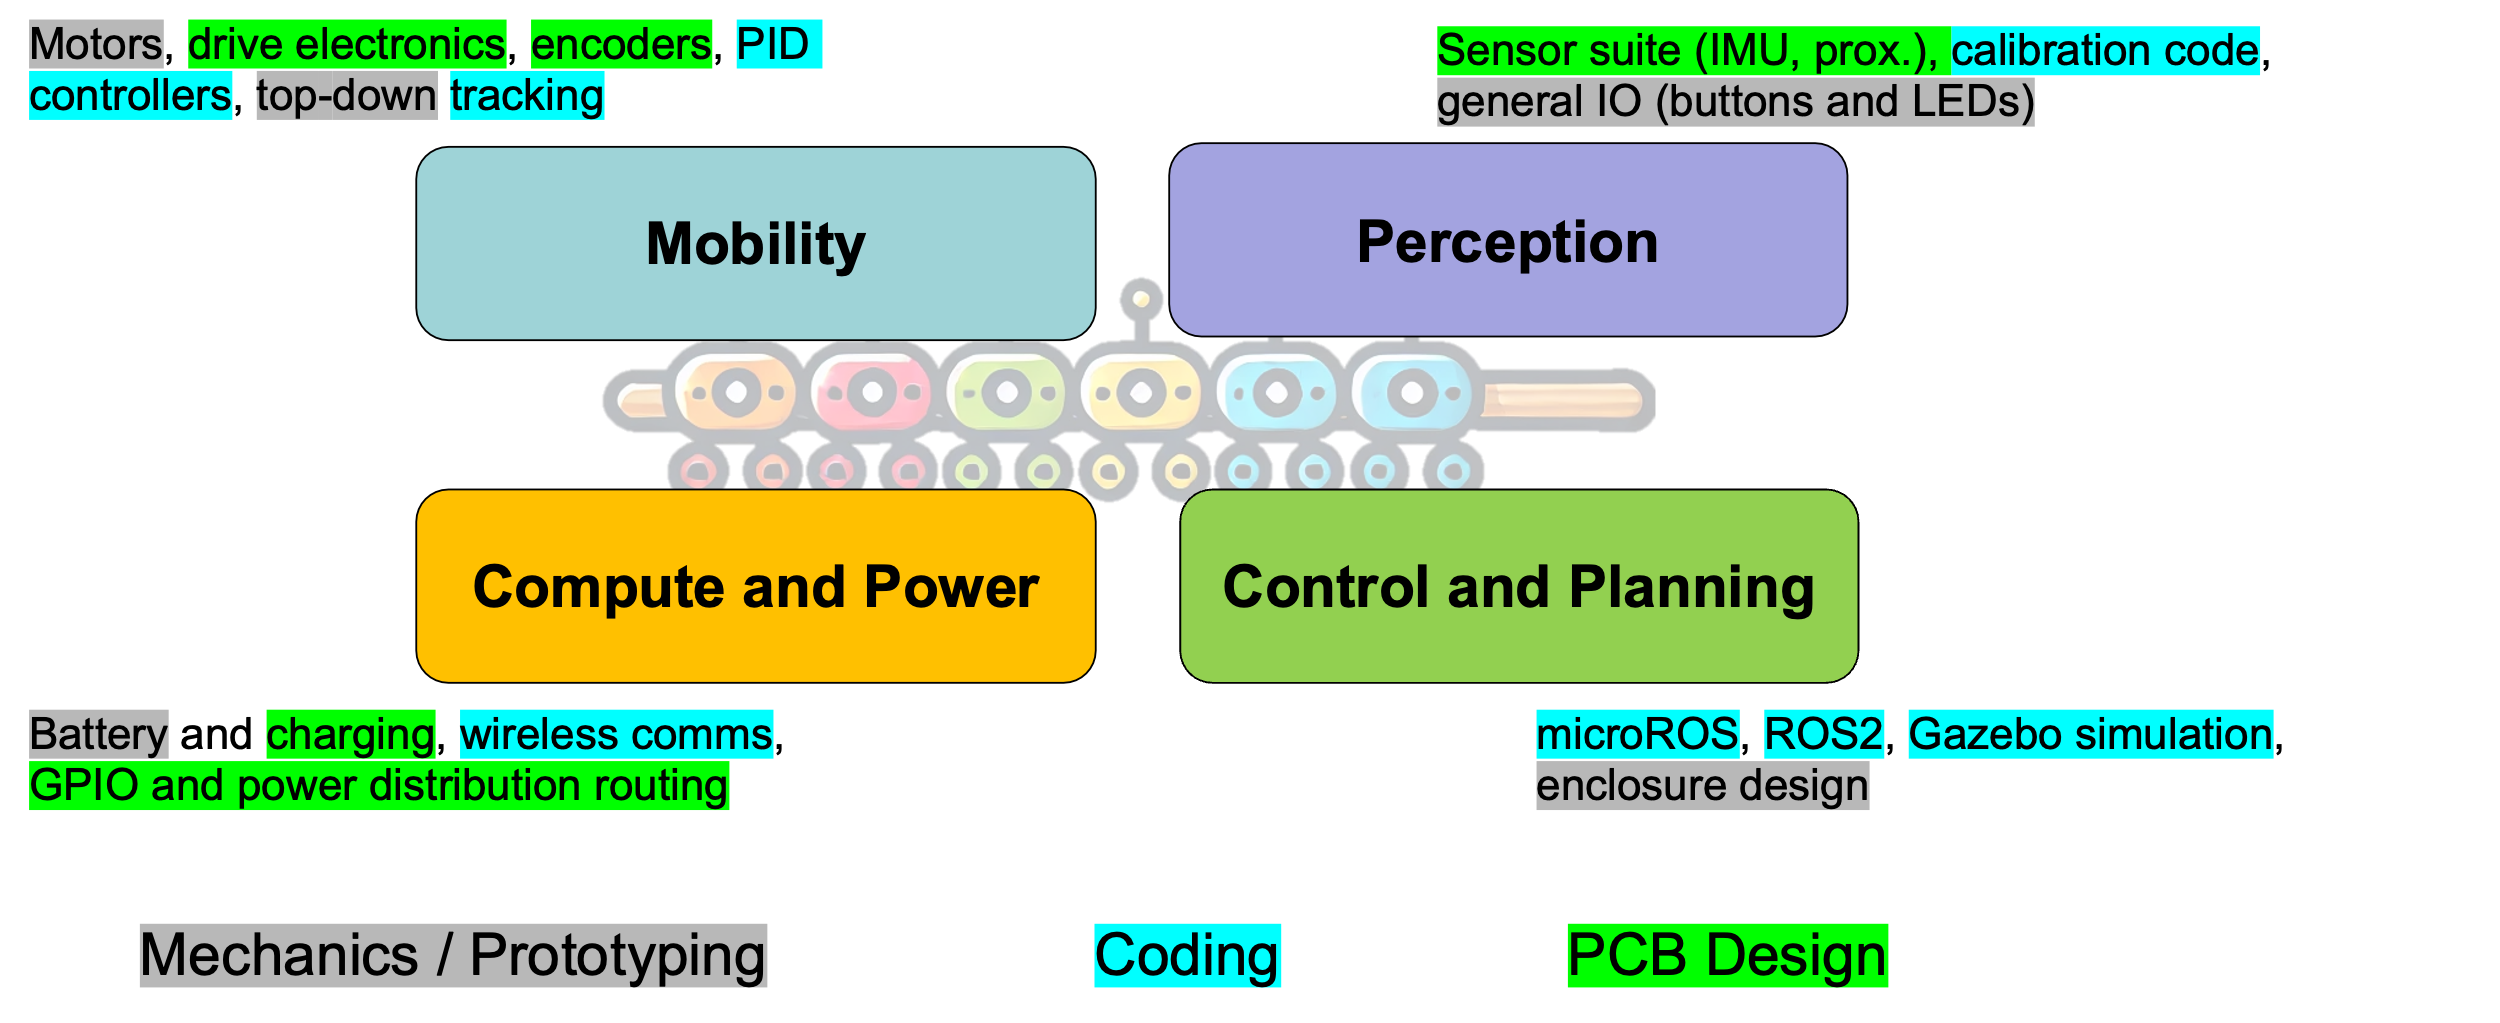 Motors, drive electronics, encoders, PID
controllers, top-down tracking
Sensor suite (IMU, prox.), calibration code,
general IO (buttons and LEDs)
Mobility
Perception
Compute and Power
Control and Planning
Battery and charging, wireless comms,
GPIO and power distribution routing
microROS, ROS2, Gazebo simulation,
enclosure design
Mechanics / Prototyping
Coding
PCB Design